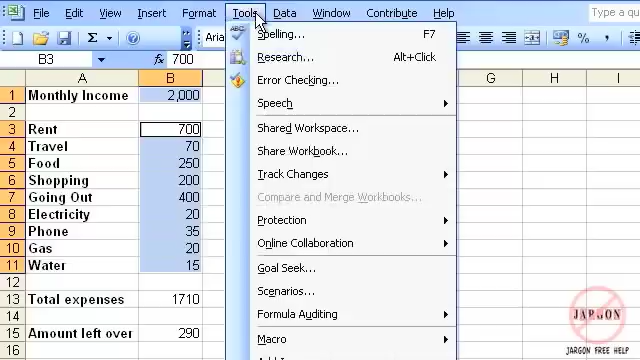 File Edit View Insert Format Tools Data Window Contribute Help Type a qu
B3 fx 700
A B G H I
1 Monthly Income 2,000
2
3 Rent 700
4 Travel 70
5 Food 250
6 Shopping 200
7 Going Out 400
8 Electricity 20
9 Phone 35
10 Gas 20
11 Water 15
12
13 Total expenses 1710
14
15 Amount left over 290
16
Spelling... F7
Research... Alt+Click
Error Checking...
Speech
Shared Workspace...
Share Workbook...
Track Changes
Compare and Merge Workbooks...
Protection
Online Collaboration
Goal Seek...
Scenarios...
Formula Auditing
Macro
JARGON
JARGON FREE HELP